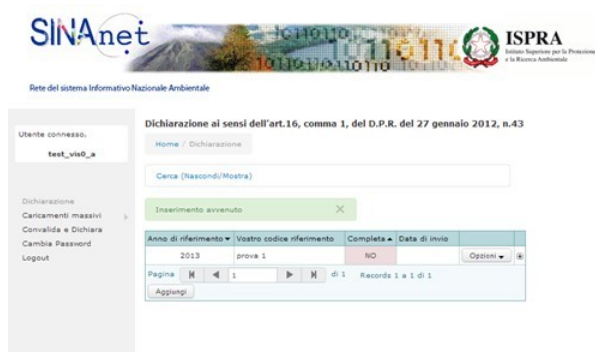 SINAnet
ISPRA
Istituto Superiore per la Protezione
e la Ricerca Ambientale
Rete del sistema Informativo Nazionale Ambientale
Dichiarazione ai sensi dell'art.16, comma 1, del D.P.R. del 27 gennaio 2012, n.43
Utente connesso.
test_vis0_a
Home / Dichiarazione
Cerca (Nascondi/Mostra)
Dichiarazione
Caricamenti massivi
Convalida e Dichiara
Cambia Password
Logout
Inserimento avvenuto
Anno di riferimento Vostro codice riferimento Completa Data di invio
2013 prova 1 NO Opzioni
Pagina 1 di 1 Records 1 a 1 di 1
Aggiungi